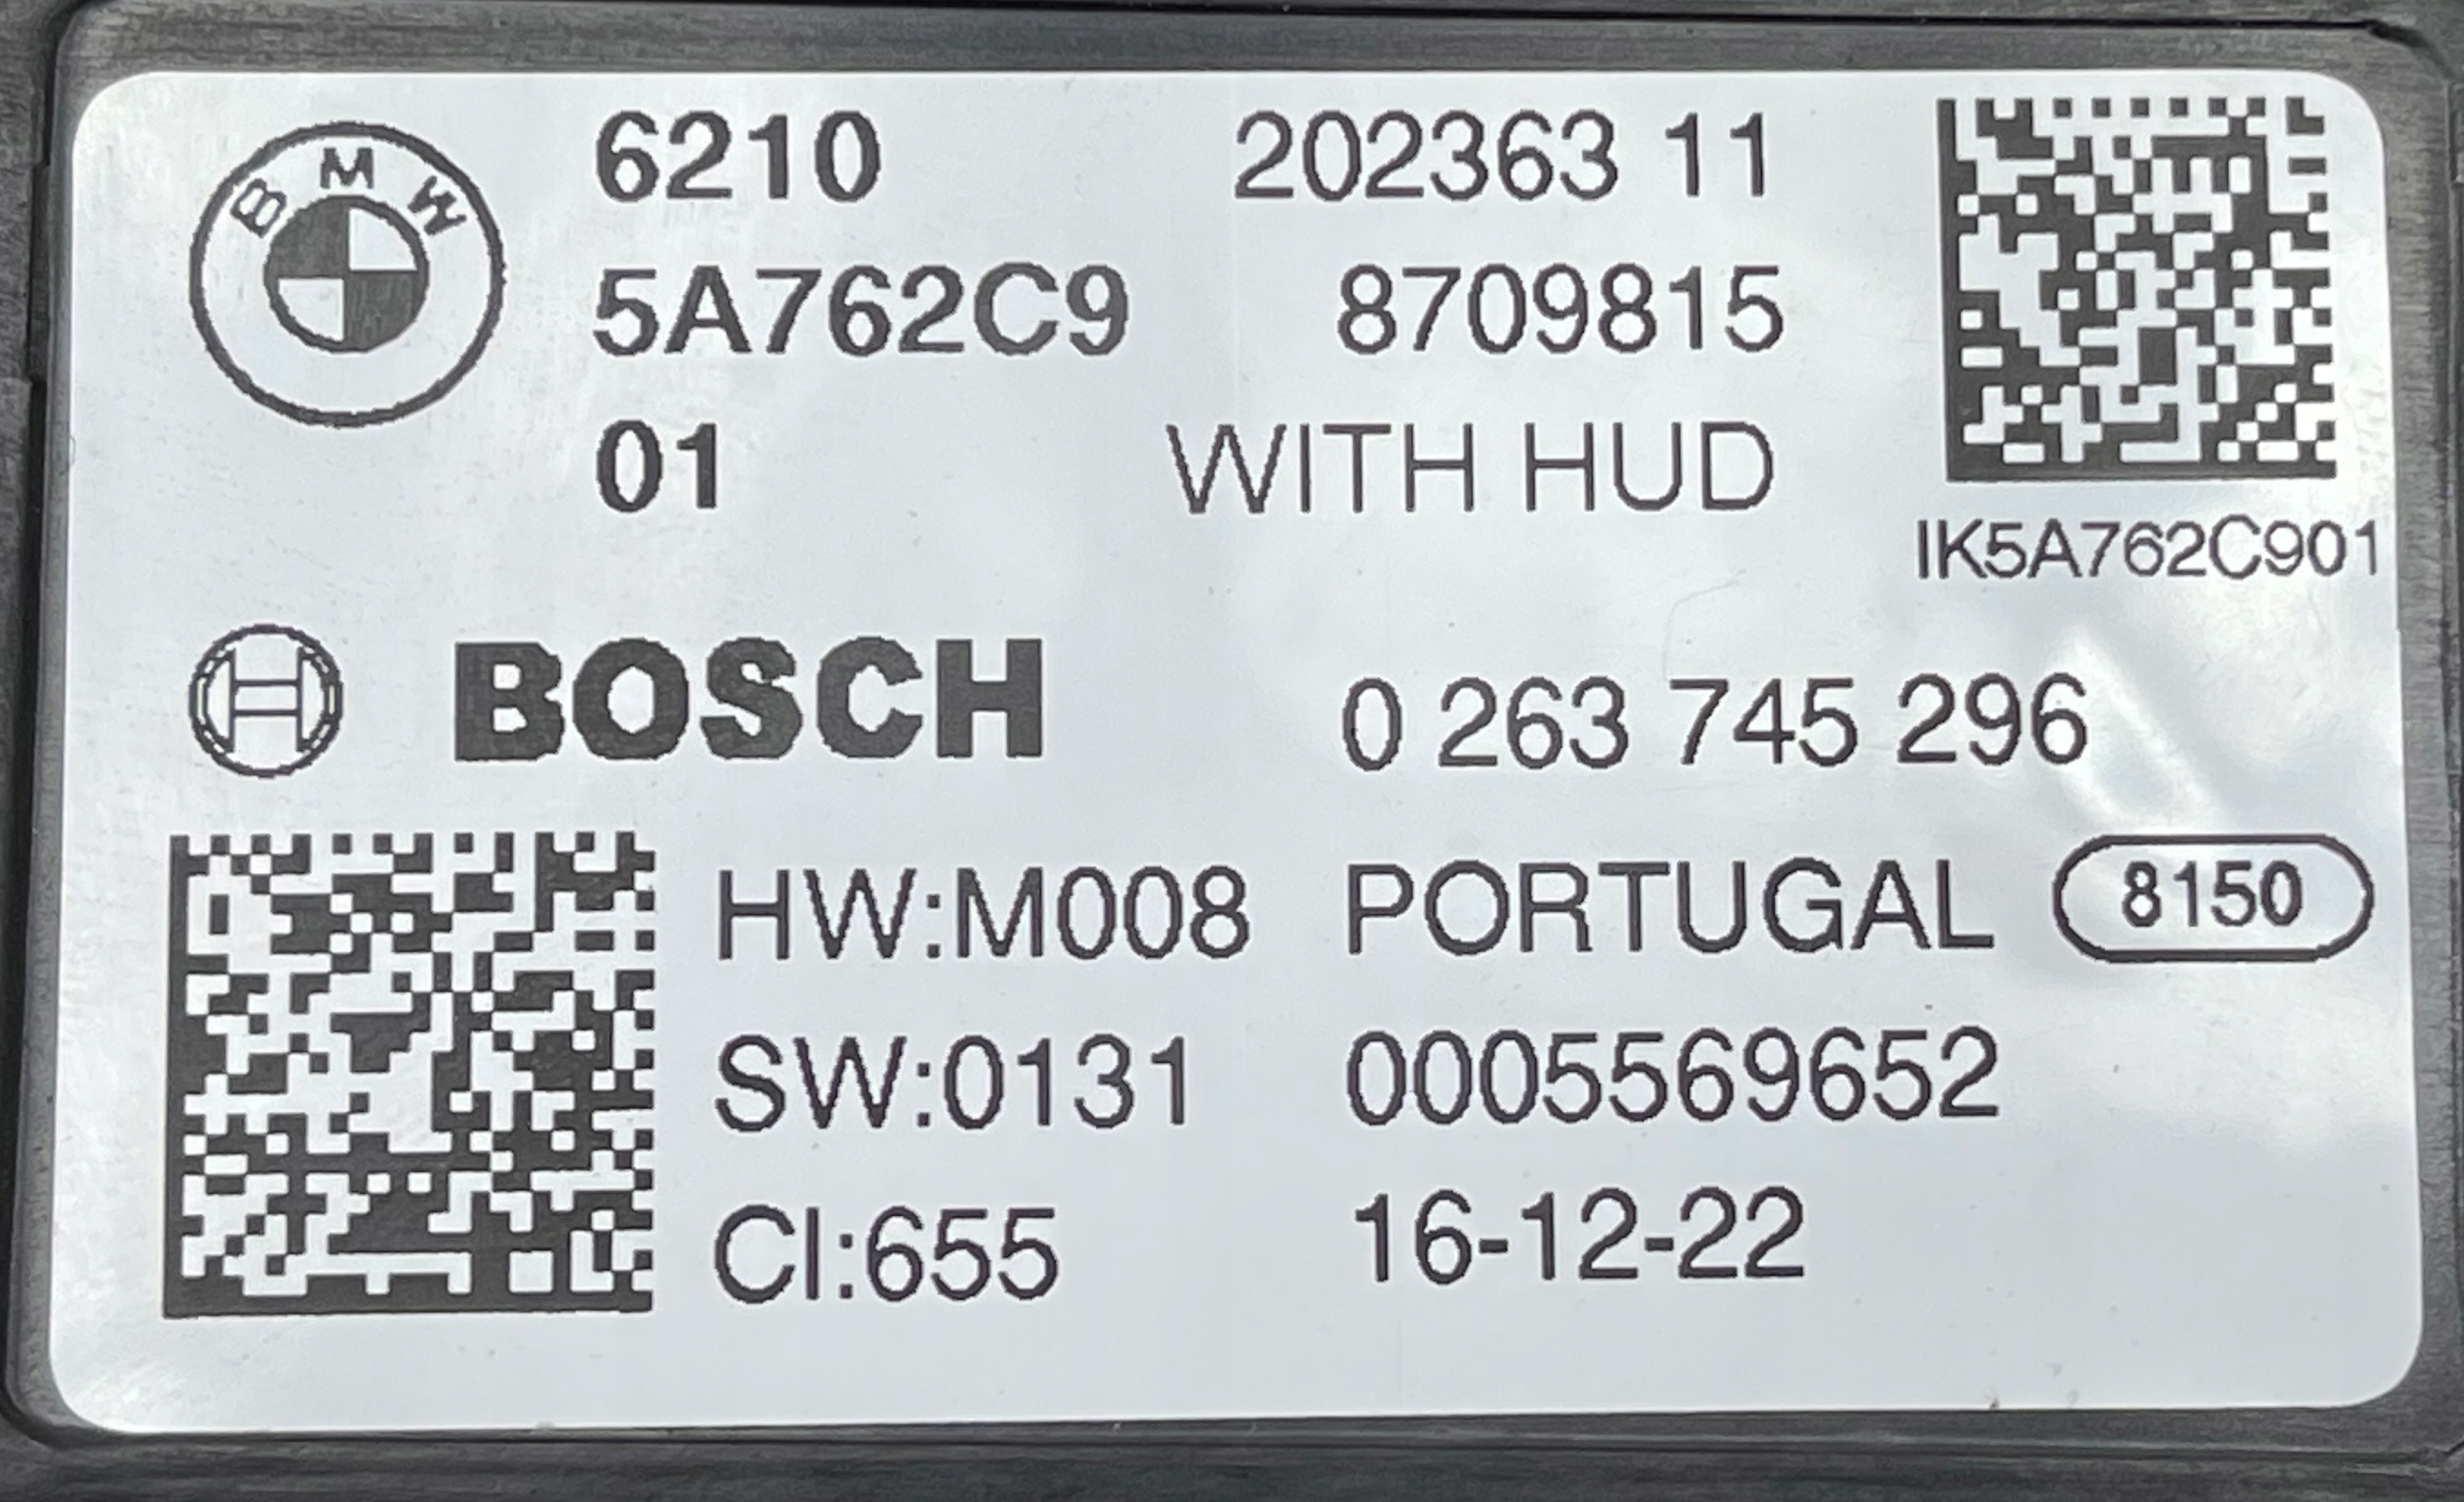 BMW 6210 202363 11
5A762C9 8709815
01 WITH HUD
IK5A762C901
BOSCH 0 263 745 296
HW:M008 PORTUGAL 8150
SW:0131 0005569652
CI:655 16-12-22